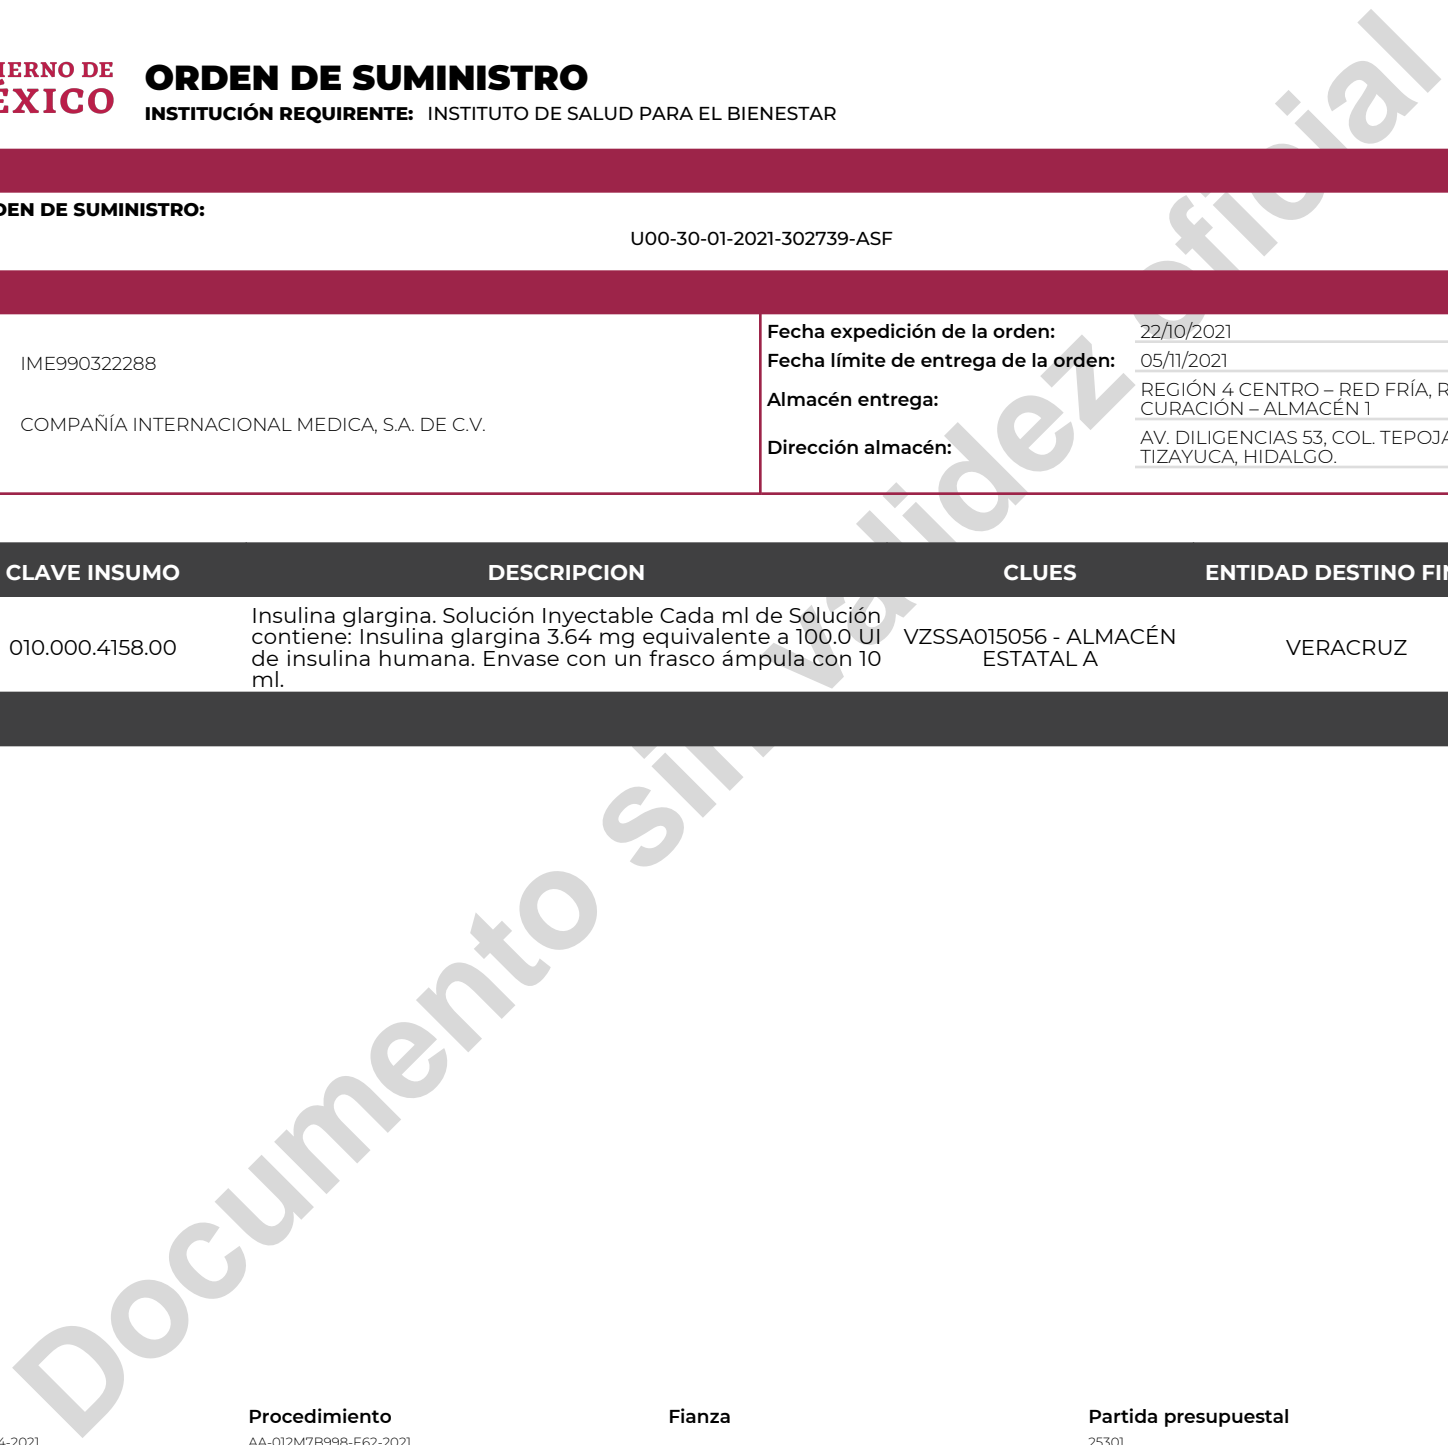 ORDEN DE SUMINISTRO
INSTITUCIÓN REQUIRENTE: INSTITUTO DE SALUD PARA EL BIENESTAR
DE SUMINISTRO:
U00-30-01-2021-302739-ASF
IME990322288
COMPAÑÍA INTERNACIONAL MEDICA, S.A. DE C.V.
Fecha expedición de la orden: 22/10/2021
Fecha límite de entrega de la orden: 05/11/2021
Almacén entrega: REGIÓN 4 CENTRO – RED FRÍA,
CURACIÓN – ALMACÉN 1
Dirección almacén: AV. DILIGENCIAS 53, COL.
TIZAYUCA, HIDALGO.
CLAVE INSUMO DESCRIPCION CLUES ENTIDAD DESTINO
010.000.4158.00
Insulina glargina. Solución Inyectable Cada ml de Solución
contiene: Insulina glargina 3.64 mg equivalente a 100.0 UI
de insulina humana. Envase con un frasco ámpula con 10
ml.
VZSSA015056 - ALMACÉN
ESTATAL A
VERACRUZ
Documento sin validez oficial
Procedimiento Fianza Partida presupuestal
AA-012M7B998-E62-2021 25301